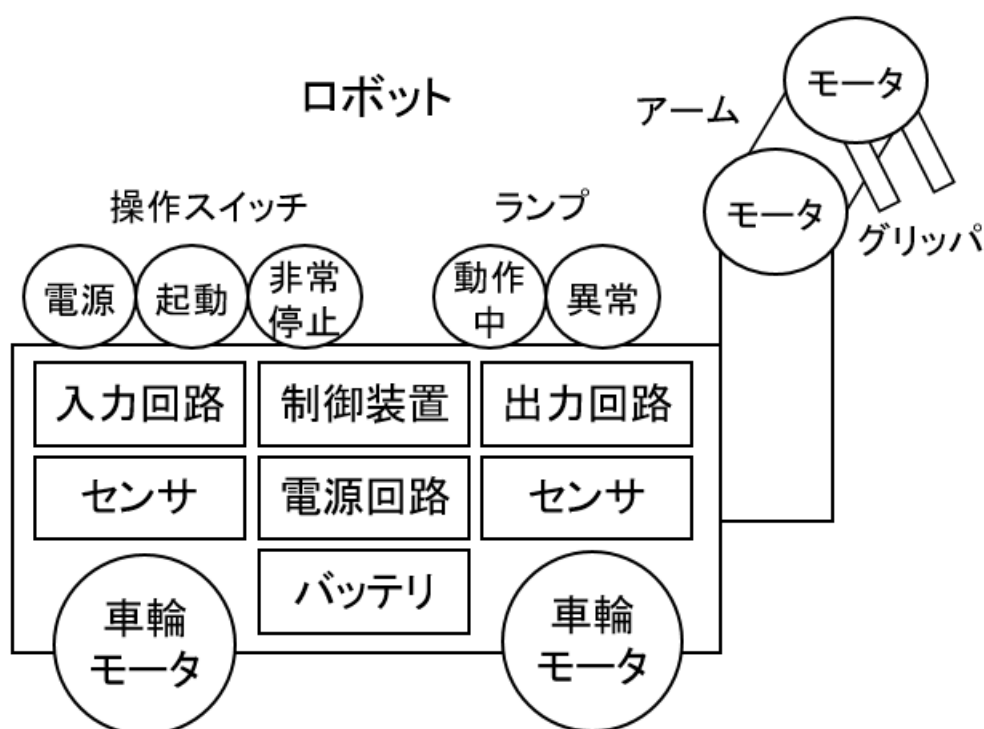 ロボット
アーム
モータ
モータ
グリッパ
操作スイッチ
ランプ
電源
起動
非常
停止
動作
中
異常
入力回路
制御装置
出力回路
センサ
電源回路
センサ
バッテリ
車輪
モータ
車輪
モータ